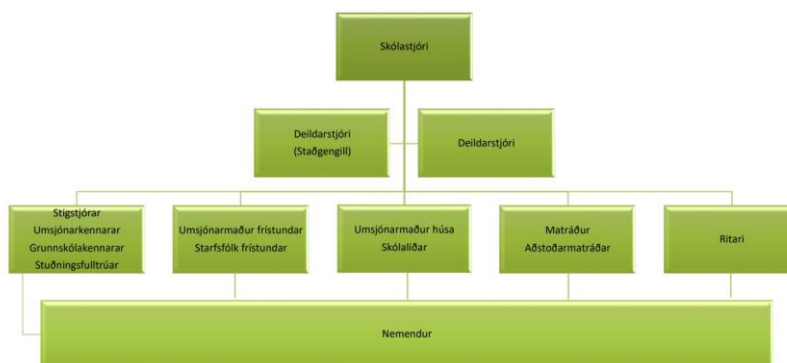 Skólastjóri
Deildarstjóri
(Staðgengill)
Deildarstjóri
Stigstjórar
Umsjónarkennarar
Grunnskólakennarar
Stuðningsfulltrúar
Umsjónarmaður frístundar
Starfsfólk frístundar
Umsjónarmaður húsa
Skólaliðar
Matráður
Aðstoðarmatráðar
Ritari
Nemendur